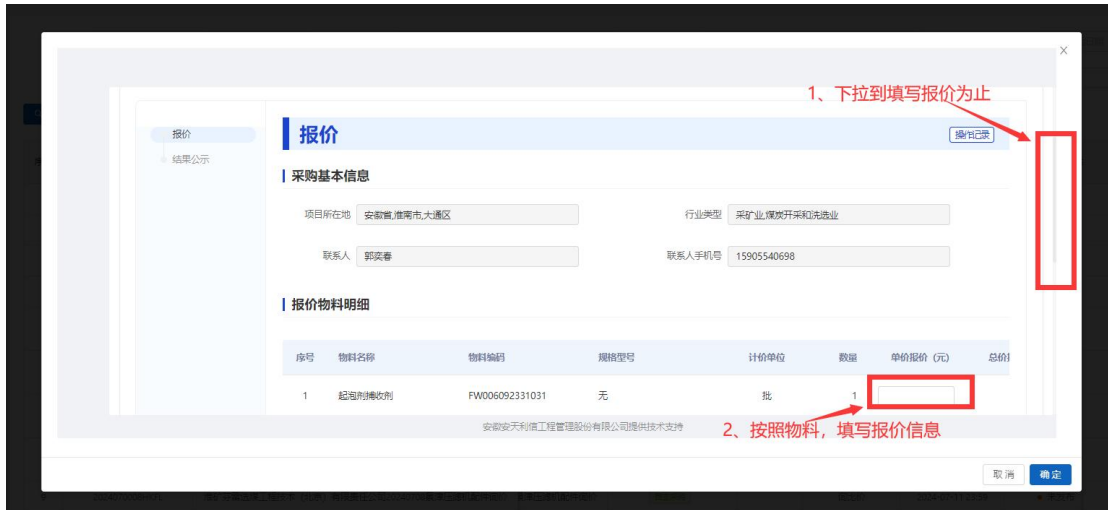 1、下拉到填写报价为止
报价
结果公示
报价
操作记录
采购基本信息
项目所在地 安徽省,淮南市,大通区 行业类型 采矿业,煤炭开采和洗选业
联系人 郭奕春 联系人手机号 15905540698
报价物料明细
序号 物料名称 物料编码 规格型号 计价单位 数量 单价报价（元）
1 起泡剂捕收剂 FW006092331031 无 批 1
安徽安天利信工程管理股份有限公司提供技术支持
2、按照物料，填写报价信息
取消 确定